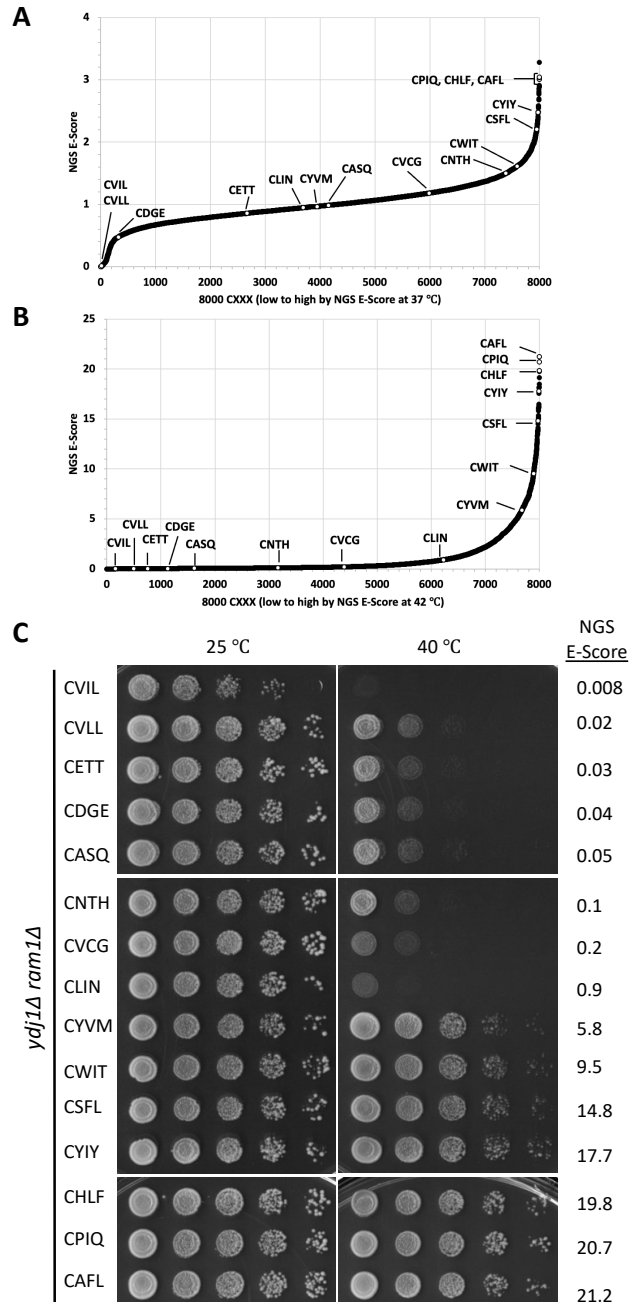 A
NGS E-Score
4
3
2
1
0
0 1000 2000 3000 4000 5000 6000 7000 8000
CVIL
CVLL
CDGE
CETT
CLIN
CYVM
CASQ
CVCG
CNTH
CWIT
CSFL
CYIY
CPIQ, CHLF, CAFL
8000 CXXX (low to high by NGS E-Score at 37 °C)
B
NGS E-Score
25
20
15
10
5
0
0 1000 2000 3000 4000 5000 6000 7000 8000
CVIL
CVLL
CETT
CDGE
CASQ
CNTH
CVCG
CLIN
CYVM
CWIT
CSFL
CYIY
CHLF
CPIQ
CAFL
8000 CXXX (low to high by NGS E-Score at 42 °C)
C
25 °C 40 °C NGS
E-Score
ydj1Δ ram1Δ
CVIL 0.008
CVLL 0.02
CETT 0.03
CDGE 0.04
CASQ 0.05
CNTH 0.1
CVCG 0.2
CLIN 0.9
CYVM 5.8
CWIT 9.5
CSFL 14.8
CYIY 17.7
CHLF 19.8
CPIQ 20.7
CAFL 21.2